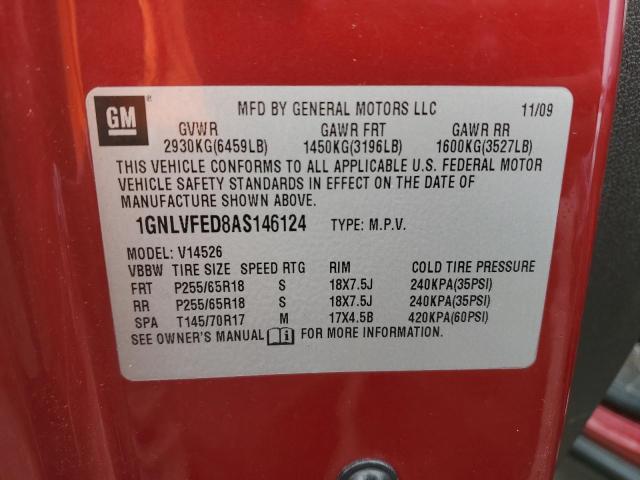 GM ® MFD BY GENERAL MOTORS LLC 11/09
GVWR GAWR FRT GAWR RR
2930KG(6459LB) 1450KG(3196LB) 1600KG(3527LB)
THIS VEHICLE CONFORMS TO ALL APPLICABLE U.S. FEDERAL MOTOR
VEHICLE SAFETY STANDARDS IN EFFECT ON THE DATE OF
MANUFACTURE SHOWN ABOVE.
1GNLVFED8AS146124 TYPE: M.P.V.
MODEL: V14526
VBBW TIRE SIZE SPEED RTG RIM COLD TIRE PRESSURE
FRT P255/65R18 S 18X7.5J 240KPA(35PSI)
RR P255/65R18 S 18X7.5J 240KPA(35PSI)
SPA T145/70R17 M 17X4.5B 420KPA(60PSI)
SEE OWNER'S MANUAL FOR MORE INFORMATION.